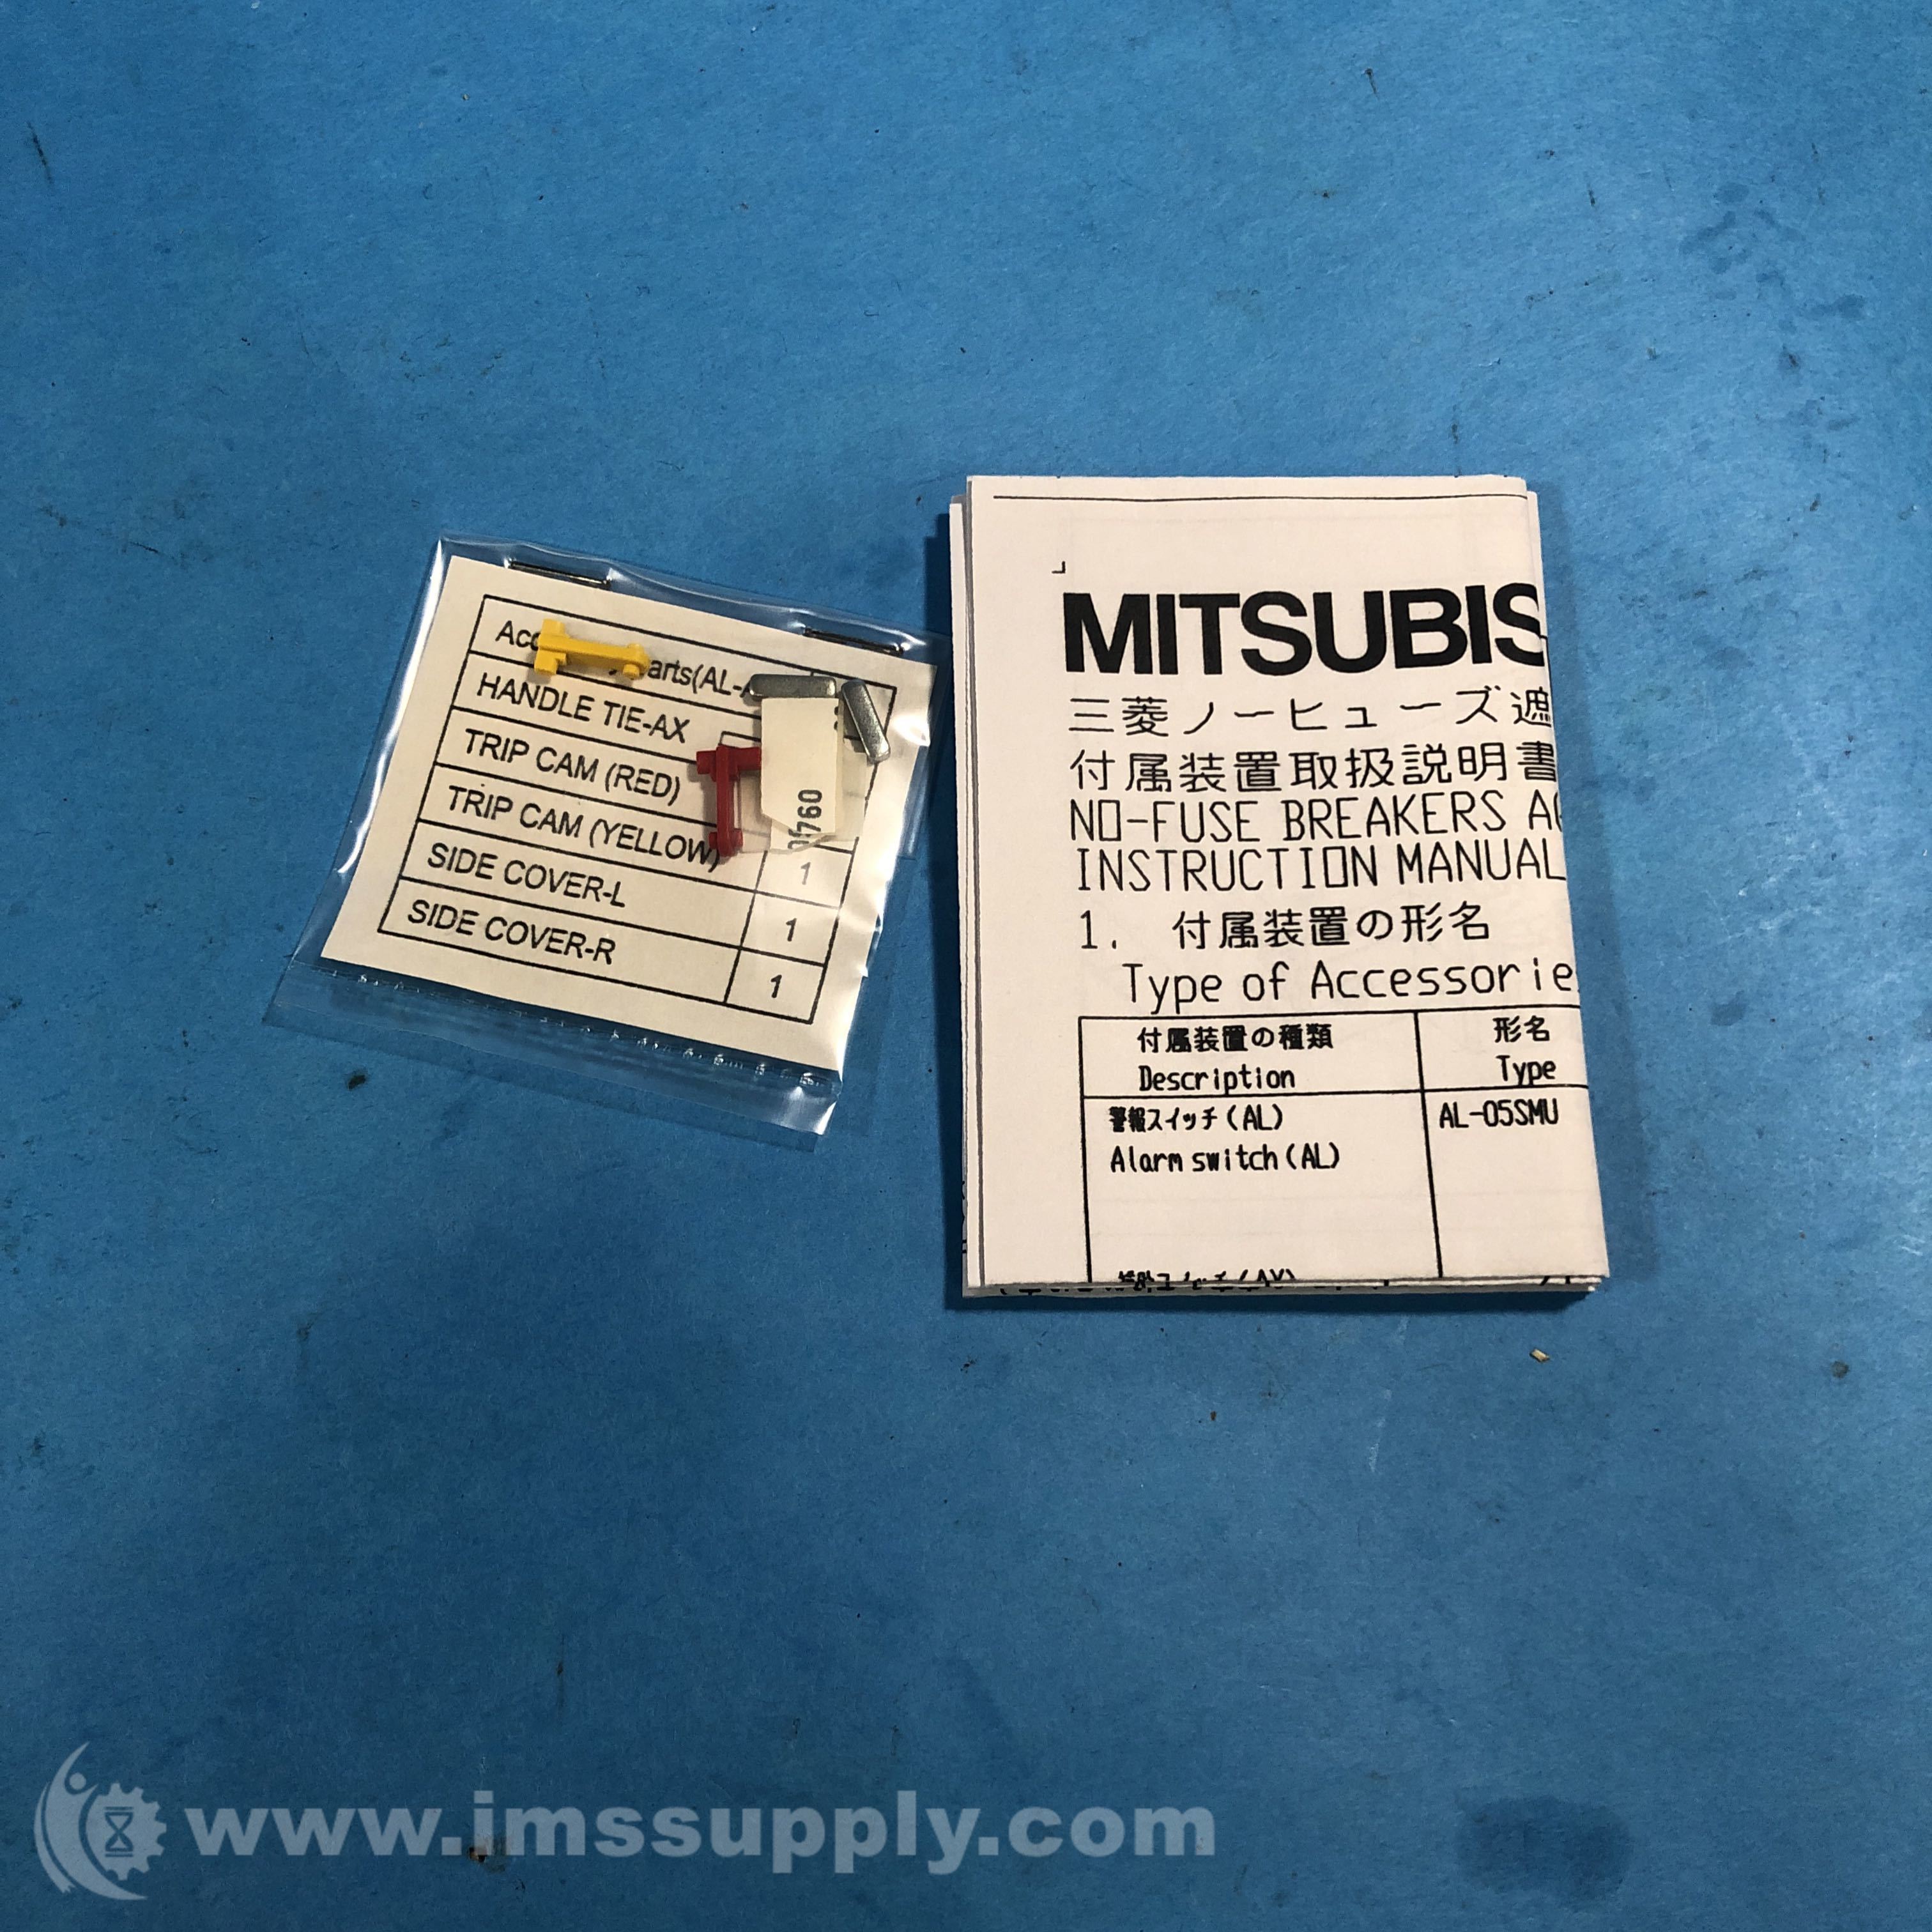 HANDLE TIE-AX
TRIP CAM (RED)
TRIP CAM (YELLOW)
1
SIDE COVER-L
1
SIDE COVER-R
1
760
MITSUBIS
三菱ノーヒューズ遮
付属装置取扱説明書
NO-FUSE BREAKERS A
INSTRUCTION MANUAL
1. 付属装置の形名
Type of Accessorie
付属装置の種類
形名
Description
Type
警報スイッチ(AL)
AL-05SMU
Alarm switch(AL)
www.imssupply.com